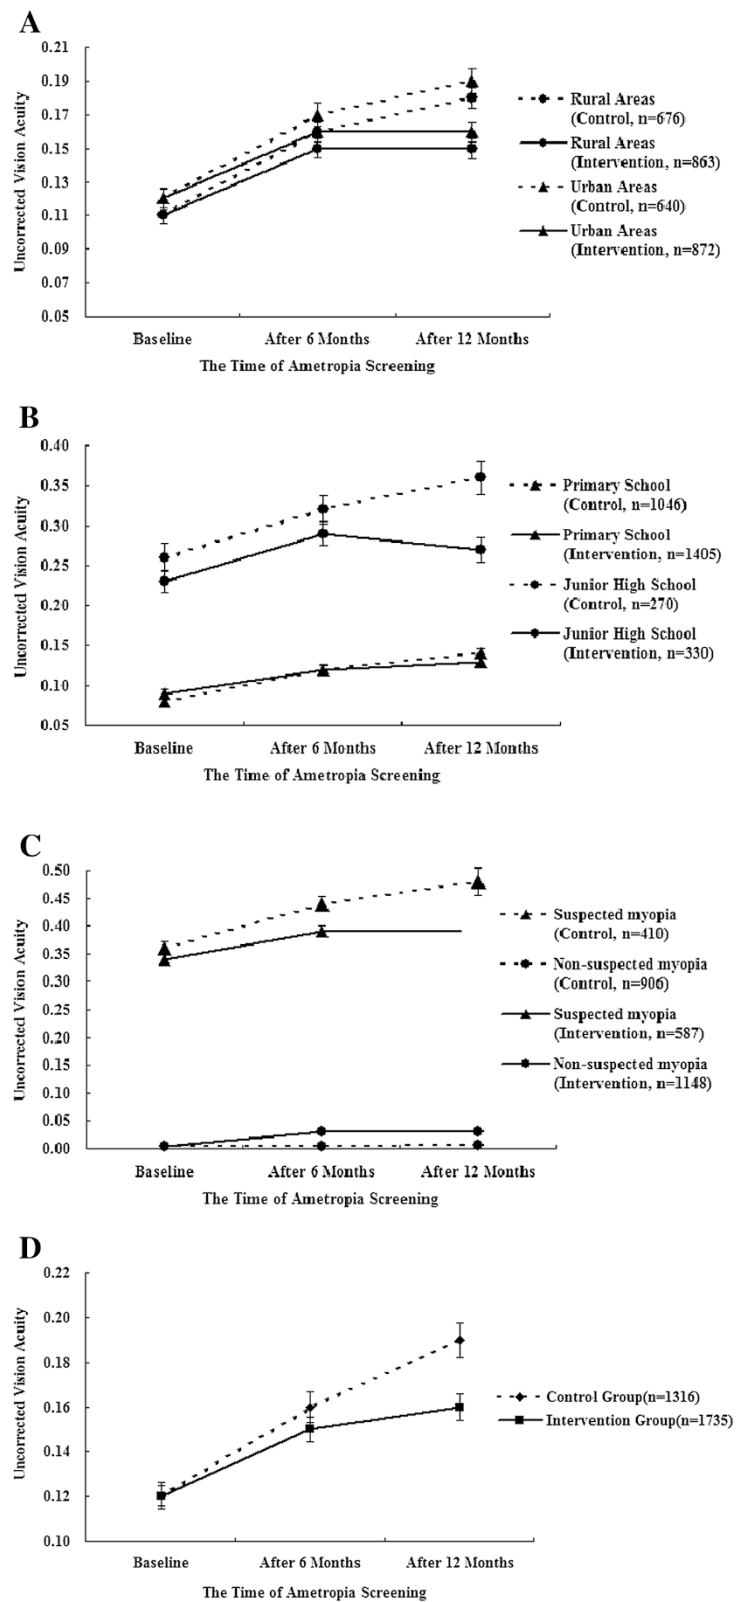 A
Uncorrected Vision Acuity
0.21
0.19
0.17
0.15
0.13
0.11
0.09
0.07
0.05
Baseline After 6 Months After 12 Months
The Time of Ametropia Screening
Rural Areas
(Control, n=676)
Rural Areas
(Intervention, n=863)
Urban Areas
(Control, n=640)
Urban Areas
(Intervention, n=872)
B
Uncorrected Vision Acuity
0.40
0.35
0.30
0.25
0.20
0.15
0.10
0.05
Baseline After 6 Months After 12 Months
The Time of Ametropia Screening
Primary School
(Control, n=1046)
Primary School
(Intervention, n=1405)
Junior High School
(Control, n=270)
Junior High School
(Intervention, n=330)
C
Uncorrected Vision Acuity
0.50
0.45
0.40
0.35
0.30
0.25
0.20
0.15
0.10
0.05
0.00
Baseline After 6 Months After 12 Months
The Time of Ametropia Screening
Suspected myopia
(Control, n=410)
Non-suspected myopia
(Control, n=906)
Suspected myopia
(Intervention, n=587)
Non-suspected myopia
(Intervention, n=1148)
D
Uncorrected Vision Acuity
0.22
0.20
0.18
0.16
0.14
0.12
0.10
Baseline After 6 Months After 12 Months
The Time of Ametropia Screening
Control Group(n=1316)
Intervention Group(n=1735)